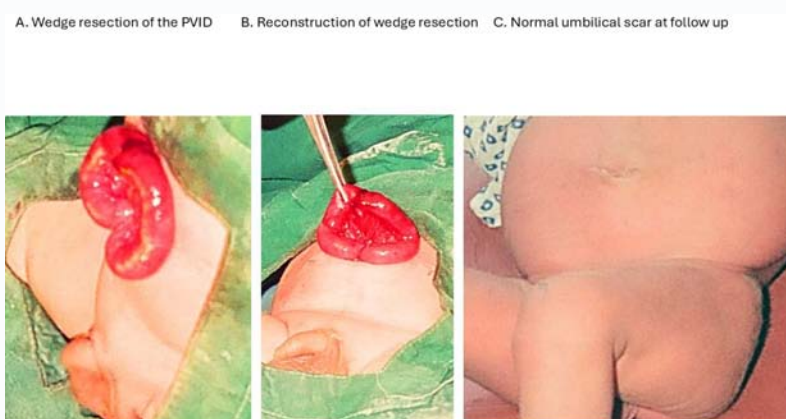 A. Wedge resection of the PVID
B. Reconstruction of wedge resection
C. Normal umbilical scar at follow up